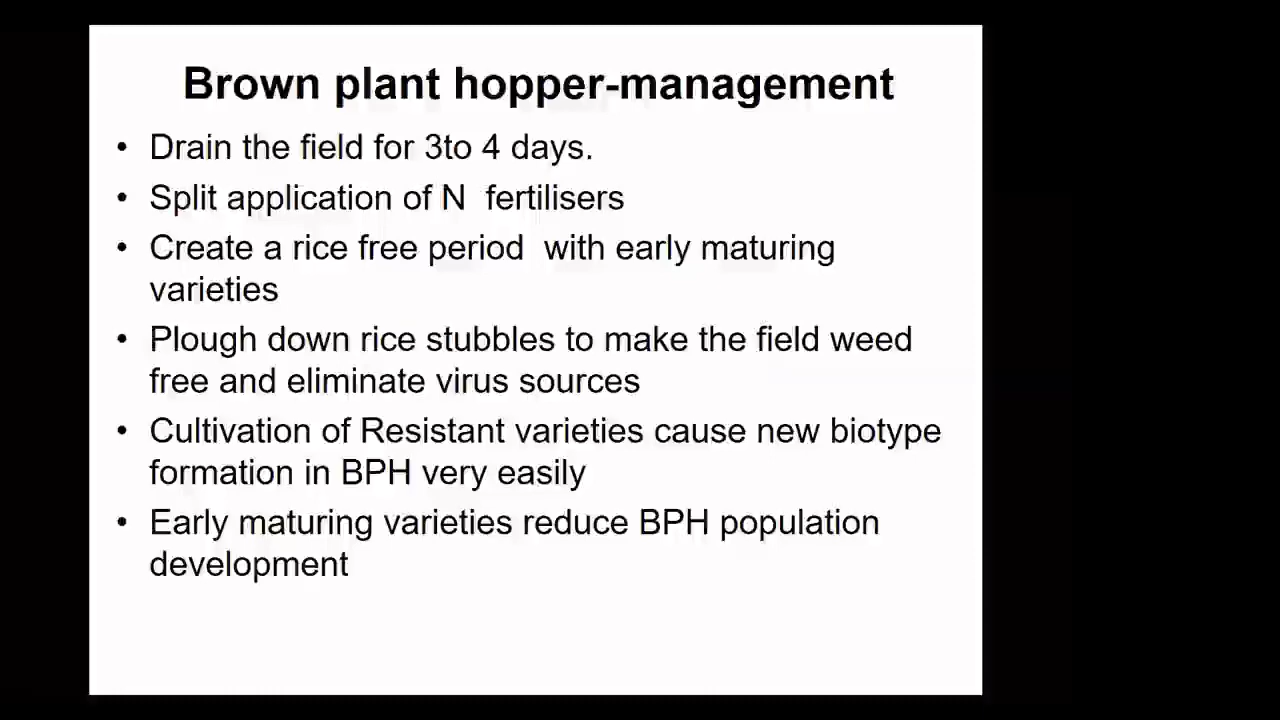 Brown plant hopper-management
• Drain the field for 3to 4 days.
• Split application of N  fertilisers
• Create a rice free period  with early maturing
varieties
• Plough down rice stubbles to make the field weed
free and eliminate virus sources
• Cultivation of Resistant varieties cause new biotype
formation in BPH very easily
• Early maturing varieties reduce BPH population
development